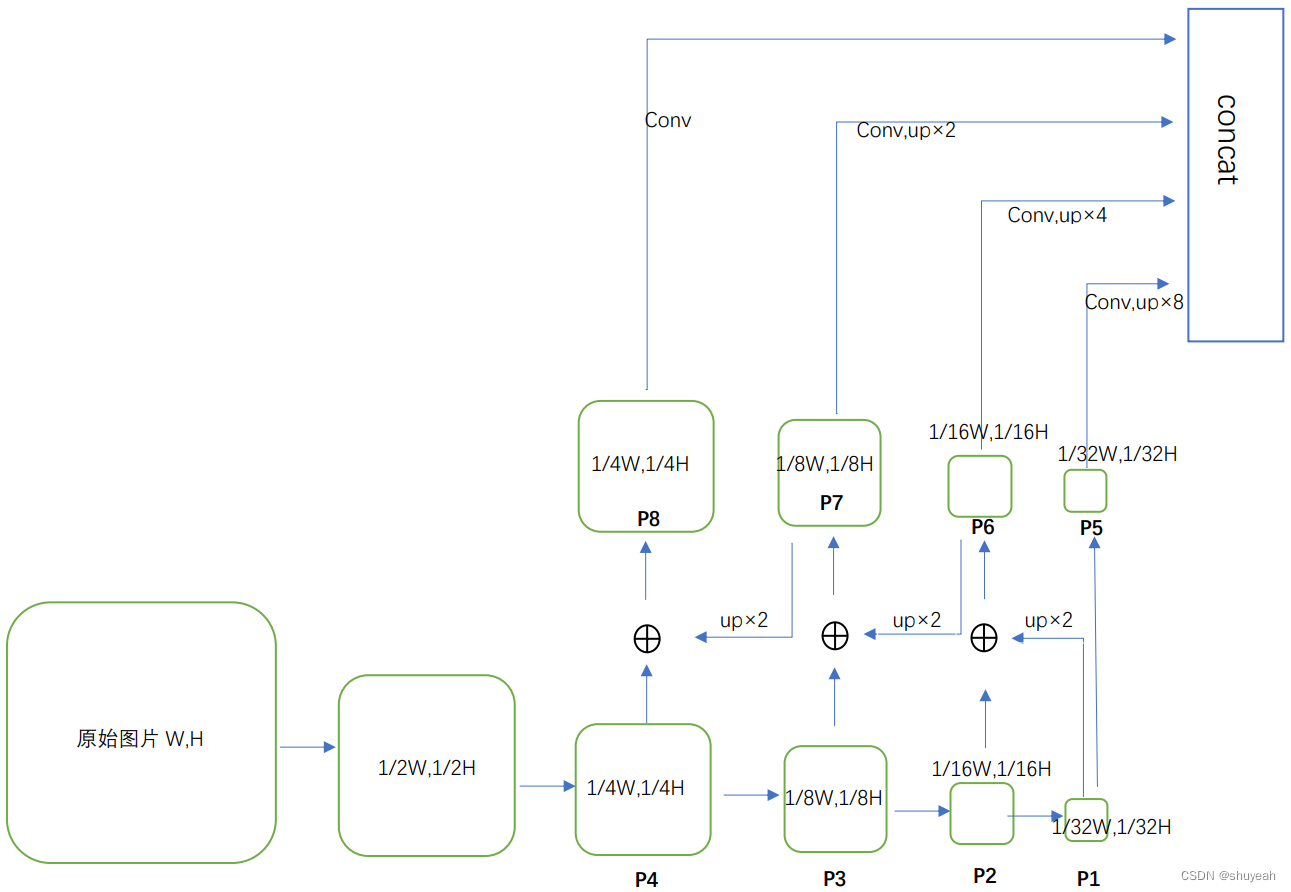 concat
Conv
Conv,up×2
Conv,up×4
Conv,up×8
1/16W,1/16H
1/32W,1/32H
1/4W,1/4H
1/8W,1/8H
P7
P8
P6
P5
up×2
up×2
up×2
原始图片 W,H
1/2W,1/2H
1/4W,1/4H
1/8W,1/8H
1/16W,1/16H
1/32W,1/32H
P4
P3
P2
P1
CSDN @shuyeah